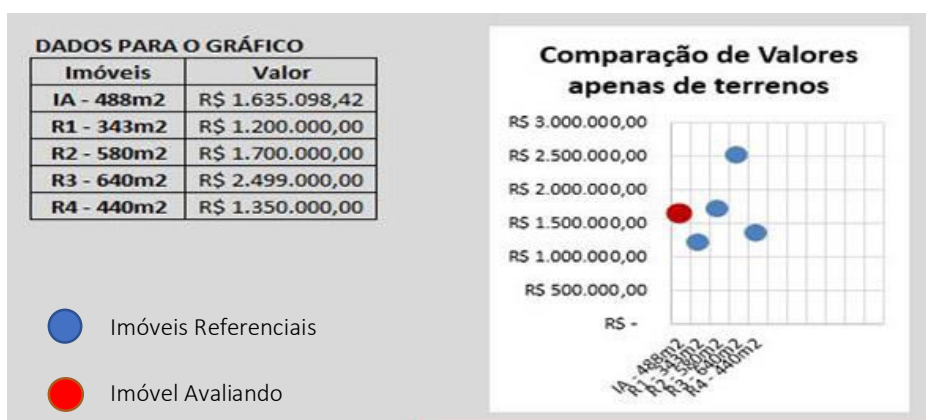 DADOS PARA O GRÁFICO
Imóveis Valor
IA - 488m2 R$ 1.635.098,42
R1 - 343m2 R$ 1.200.000,00
R2 - 580m2 R$ 1.700.000,00
R3 - 640m2 R$ 2.499.000,00
R4 - 440m2 R$ 1.350.000,00
Imóveis Referenciais
Imóvel Avaliando
Comparação de Valores
apenas de terrenos
R$ 3.000.000,00
R$ 2.500.000,00
R$ 2.000.000,00
R$ 1.500.000,00
R$ 1.000.000,00
R$ 500.000,00
R$ -
IA - 488m2
R1 - 343m2
R2 - 580m2
R3 - 640m2
R4 - 440m2